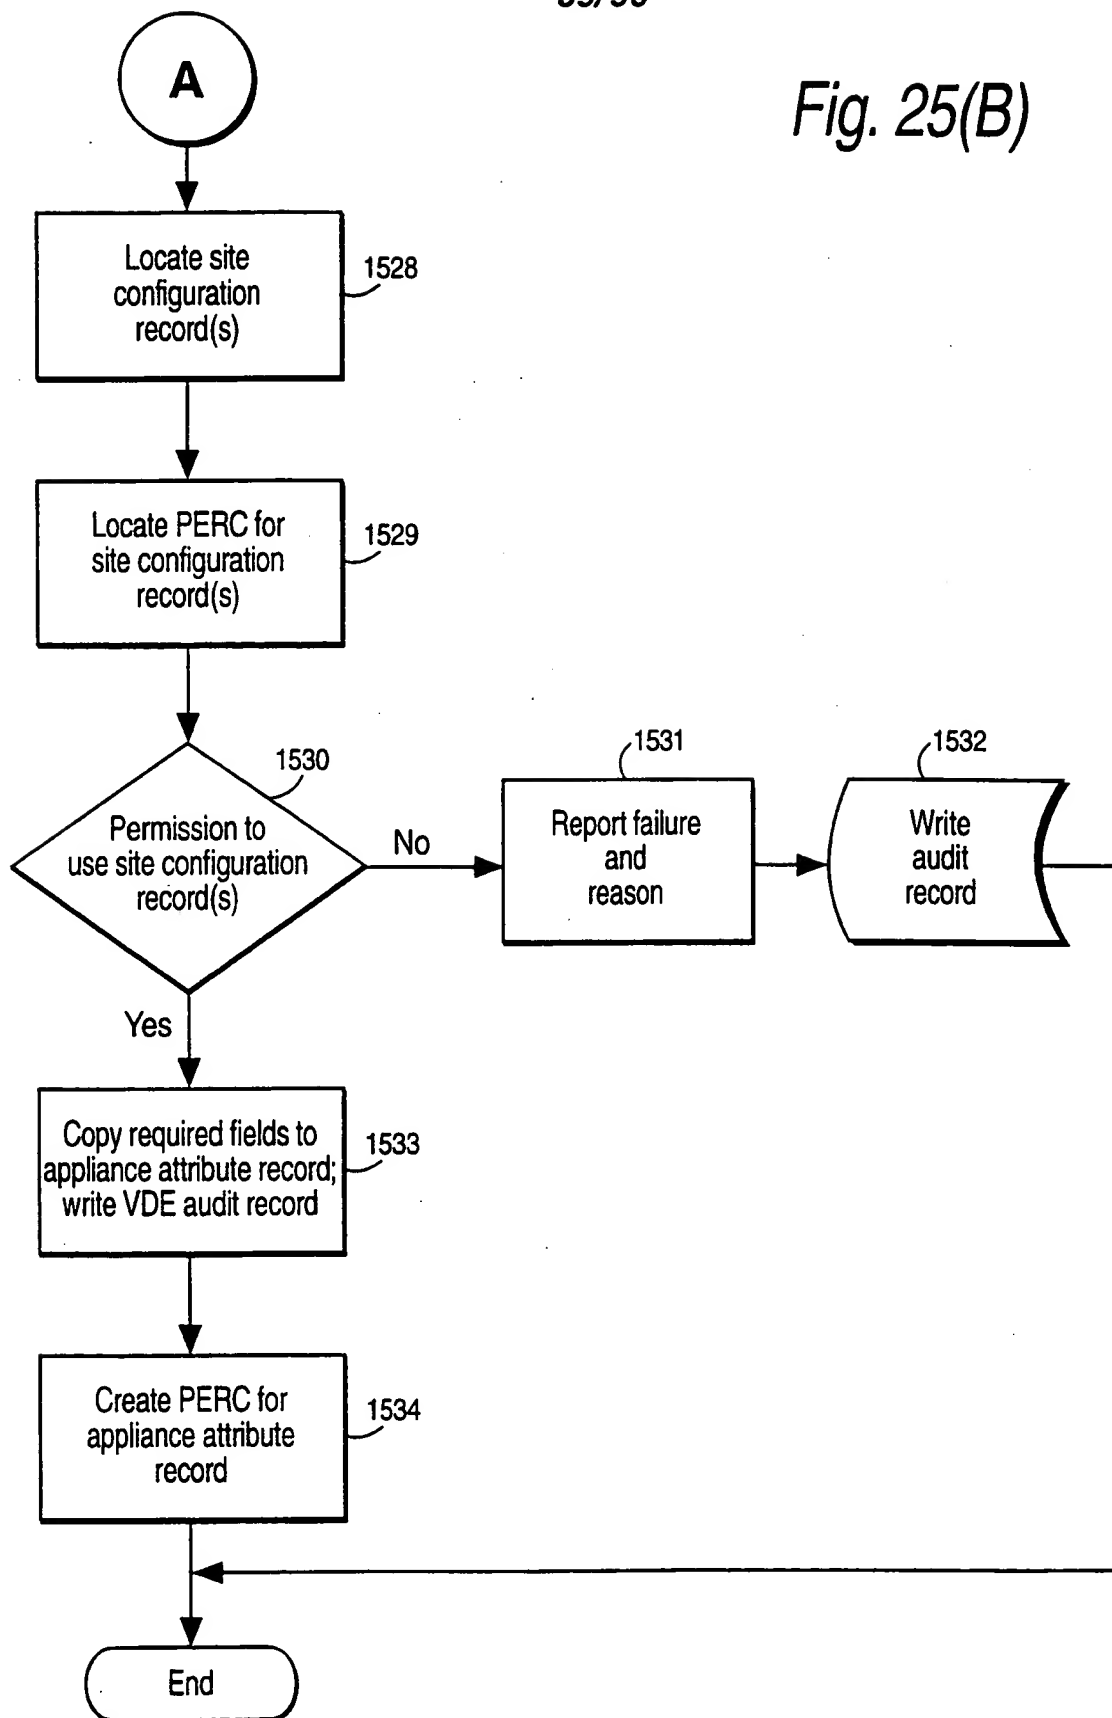 A
Fig. 25(B)
Locate site
configuration
record(s)
1528
Locate PERC for
site configuration
record(s)
1529
1530
Permission to
use site configuration
record(s)
No
1531
Report failure
and
reason
1532
Write
audit
record
Yes
Copy required fields to
appliance attribute record;
write VDE audit record
1533
Create PERC for
appliance attribute
record
1534
End